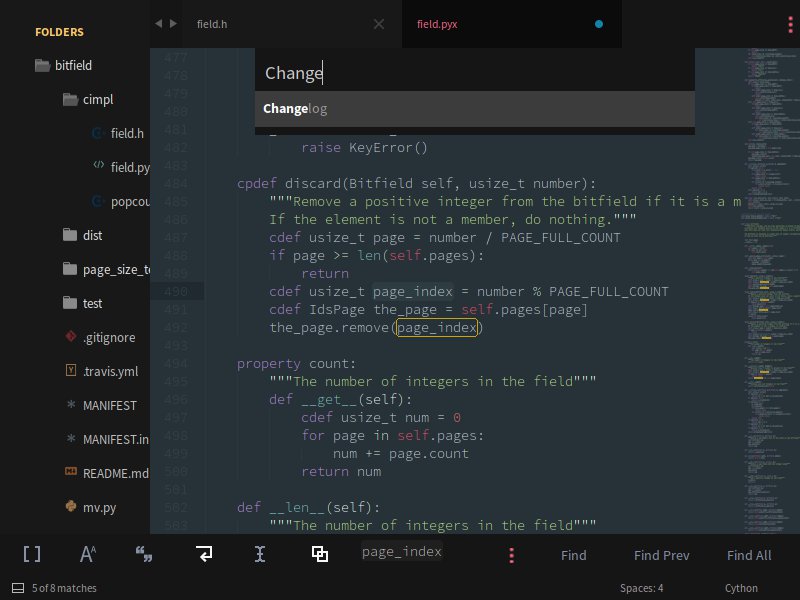 FOLDERS
bitfield
cimpl
field.h
field.py
popcou
dist
page_size_t
test
.gitignore
.travis.yml
MANIFEST
MANIFEST.in
README.md
mv.py
field.h
field.pyx
Change
Changelog
477
478
480
481
482 raise KeyError()
483
484 cpdef discard(Bitfield self, usize_t number):
485 """Remove a positive integer from the bitfield if it is a m
486 If the element is not a member, do nothing."""
487 cdef usize_t page = number / PAGE_FULL_COUNT
488 if page >= len(self.pages):
489 return
490 cdef usize_t page_index = number % PAGE_FULL_COUNT
491 cdef IdsPage the_page = self.pages[page]
492 the_page.remove(page_index)
493
494 property count:
495 """The number of integers in the field"""
496 def __get__(self):
497 cdef usize_t num = 0
498 for page in self.pages:
499 num += page.count
500 return num
501
502 def __len__(self):
503 """The number of integers in the field"""
page_index
Find
Find Prev
Find All
5 of 8 matches
Spaces: 4
Cython